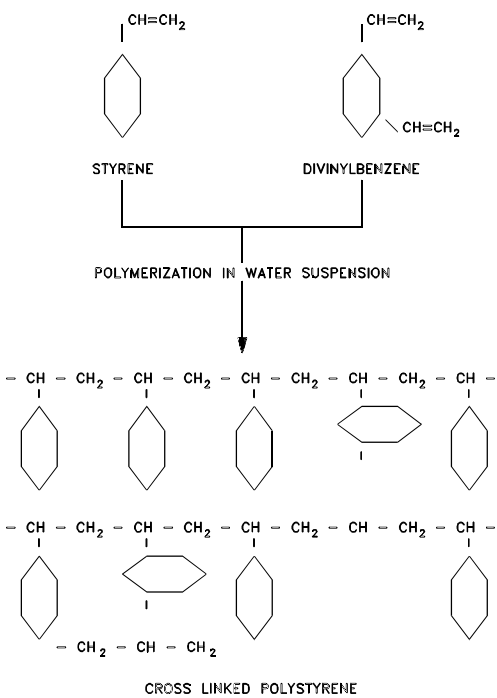 CH=CH₂ CH=CH₂
CH=CH₂
STYRENE DIVINYLBENZENE
POLYMERIZATION IN WATER SUSPENSION
– CH – CH₂ – CH – CH₂ – CH – CH₂ – CH – CH₂ – CH –
– CH – CH₂ – CH – CH₂ – CH – CH₂ – CH – CH₂ – CH –
– CH₂ – CH – CH₂
CROSS LINKED POLYSTYRENE